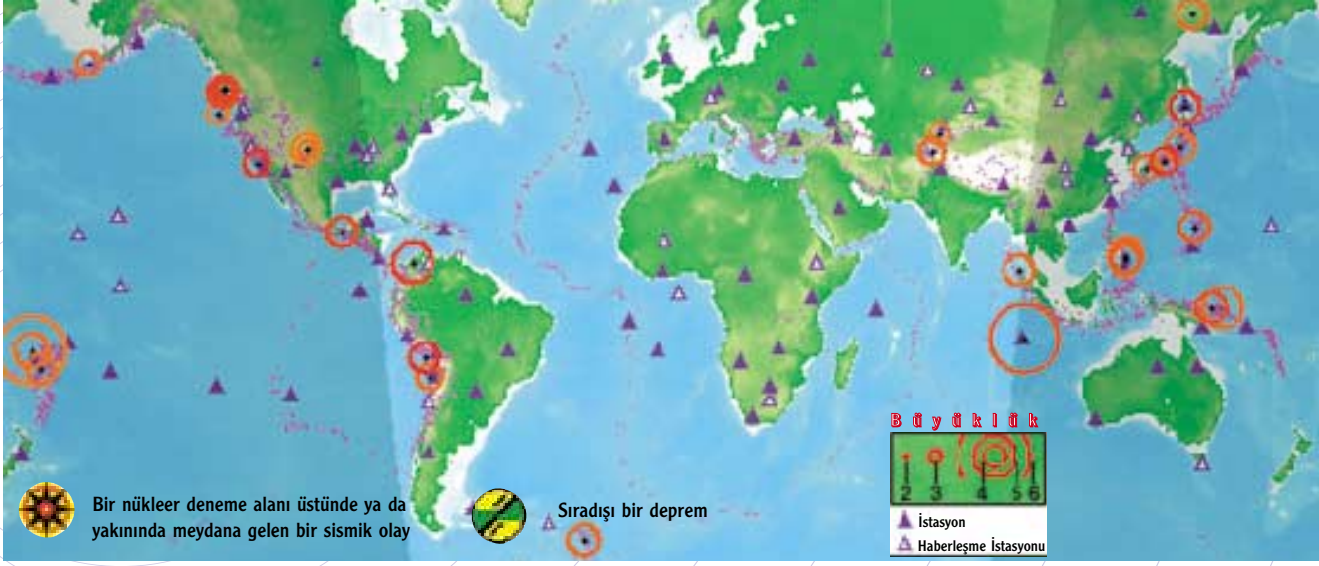 Bir nükleer deneme alanı üstünde ya da
yakınında meydana gelen bir sismik olay
Sıradışı bir deprem
Büyüklük
2 3 4 5 6
İstasyon
Haberleşme İstasyonu